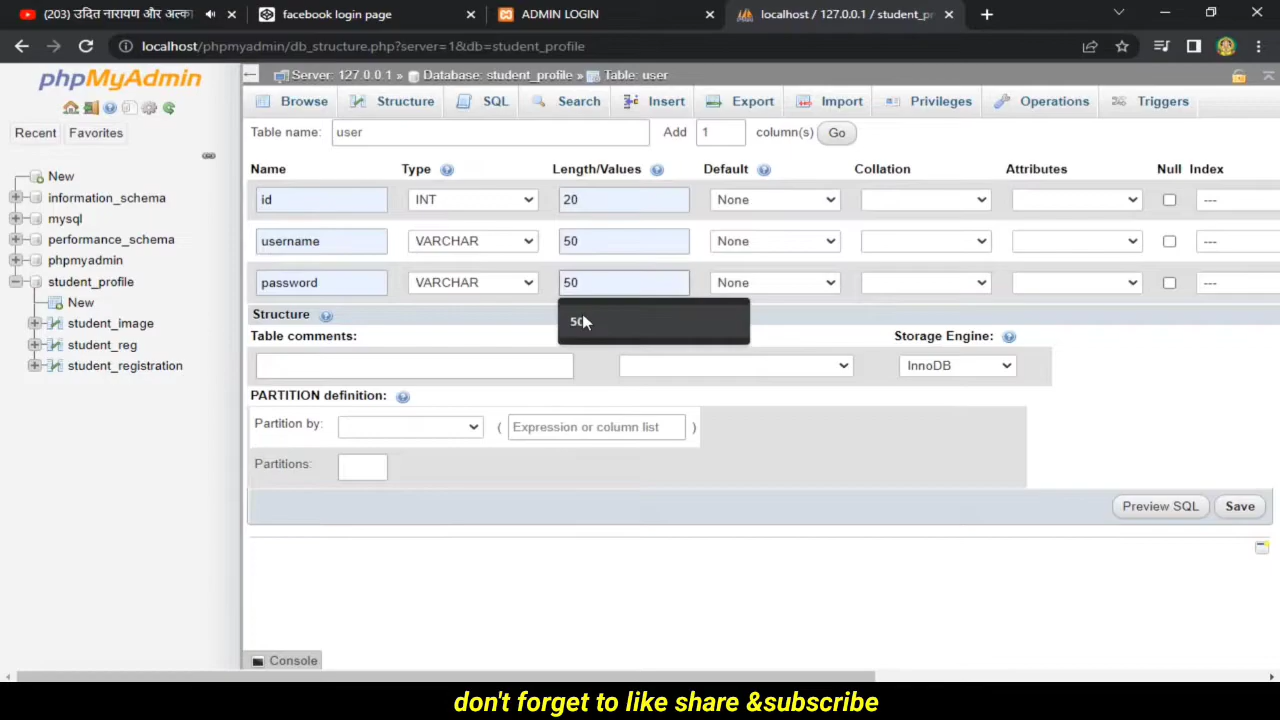 (203) उदित नारायण और अल्क
facebook login page
ADMIN LOGIN
localhost / 127.0.0.1 / student_pr
localhost/phpmyadmin/db_structure.php?server=1&db=student_profile
phpMyAdmin
Recent Favorites
New
information_schema
mysql
performance_schema
phpmyadmin
student_profile
New
student_image
student_reg
student_registration
Server: 127.0.0.1 » Database: student_profile » Table: user
Browse Structure SQL Search Insert Export Import Privileges Operations Triggers
Table name: user Add 1 column(s) Go
Name Type Length/Values Default Collation Attributes Null Index
id INT 20 None ---
username VARCHAR 50 None ---
password VARCHAR 50 None ---
50
Structure
Table comments: Storage Engine:
InnoDB
PARTITION definition:
Partition by: ( Expression or column list )
Partitions:
Preview SQL Save
Console
don't forget to like share &subscribe